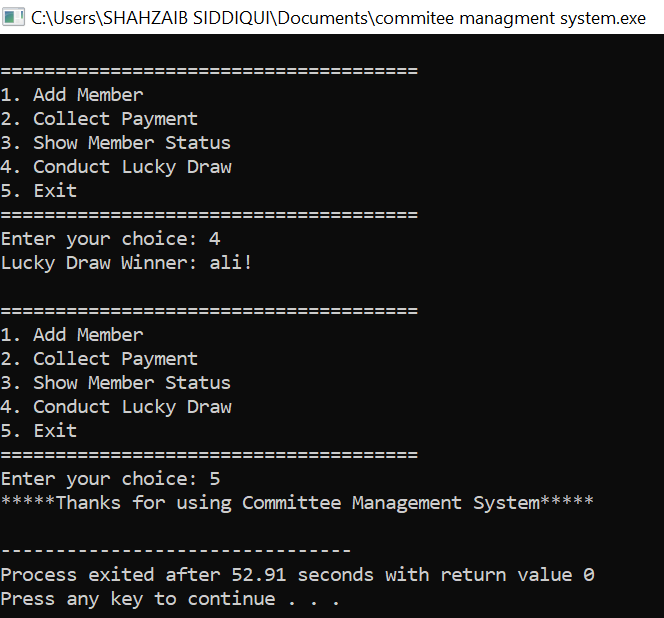 C:\Users\SHAHZAIB SIDDIQUI\Documents\commitee managment system.exe
======================================
1. Add Member
2. Collect Payment
3. Show Member Status
4. Conduct Lucky Draw
5. Exit
======================================
Enter your choice: 4
Lucky Draw Winner: ali!
======================================
1. Add Member
2. Collect Payment
3. Show Member Status
4. Conduct Lucky Draw
5. Exit
======================================
Enter your choice: 5
*****Thanks for using Committee Management System*****
--------------------------------
Process exited after 52.91 seconds with return value 0
Press any key to continue . . .